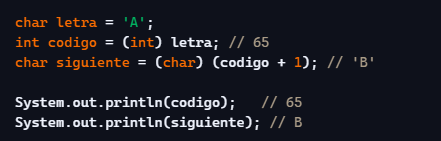 char letra = 'A';
int codigo = (int) letra; // 65
char siguiente = (char) (codigo + 1); // 'B'
System.out.println(codigo);   // 65
System.out.println(siguiente); // B